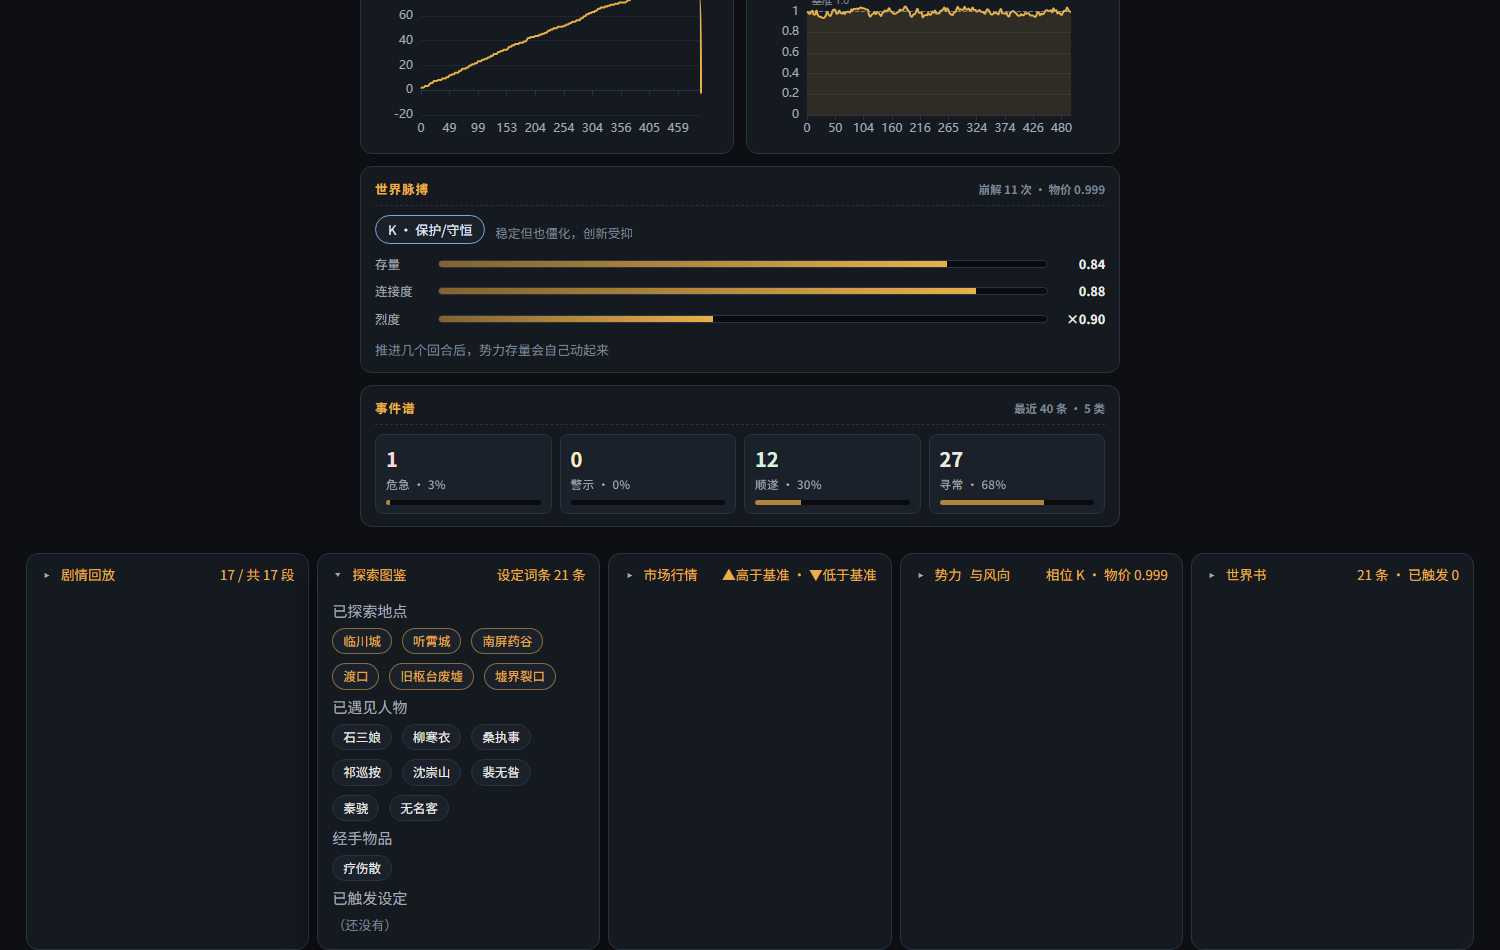 60
40
20
0
-20
0 49 99 153 204 254 304 356 405 459
基准 1.0
1
0.8
0.6
0.4
0.2
0
0 50 104 160 216 265 324 374 426 480
世界脉搏
崩解 11 次 · 物价 0.999
K · 保护/守恒
稳定但也僵化，创新受抑
存量
0.84
连接度
0.88
烈度
×0.90
推进几个回合后，势力存量会自己动起来
事件谱
最近 40 条 · 5 类
1
危急 · 3%
0
警示 · 0%
12
顺遂 · 30%
27
寻常 · 68%
▸ 剧情回放
17 / 共 17 段
▾ 探索图鉴
设定词条 21 条
已探索地点
临川城 听霄城 南屏药谷
渡口 旧枢台废墟 墟界裂口
已遇见人物
石三娘 柳寒衣 桑执事
祁巡按 沈崇山 裴无咎
秦骁 无名客
经手物品
疗伤散
已触发设定
（还没有）
▸ 市场行情
▲高于基准 · ▼低于基准
▸ 势力 与风向
相位 K · 物价 0.999
▸ 世界书
21 条 · 已触发 0